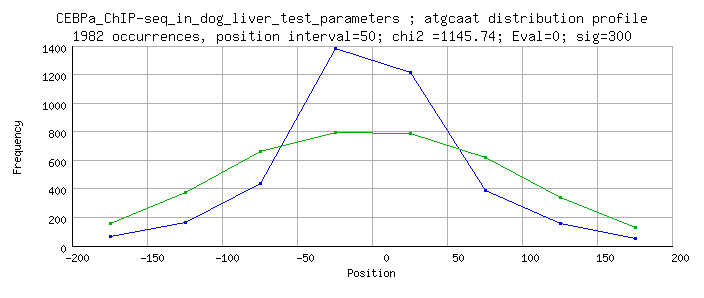 CEBPa_ChIP-seq_in_dog_liver_test_parameters ; atgcaat distribution profile
1982 occurrences, position interval=50; chi2 =1145.74; Eval=0; sig=300
1400
1200
1000
800
600
400
200
0
Frequency
-200 -150 -100 -50 0 50 100 150 200
Position